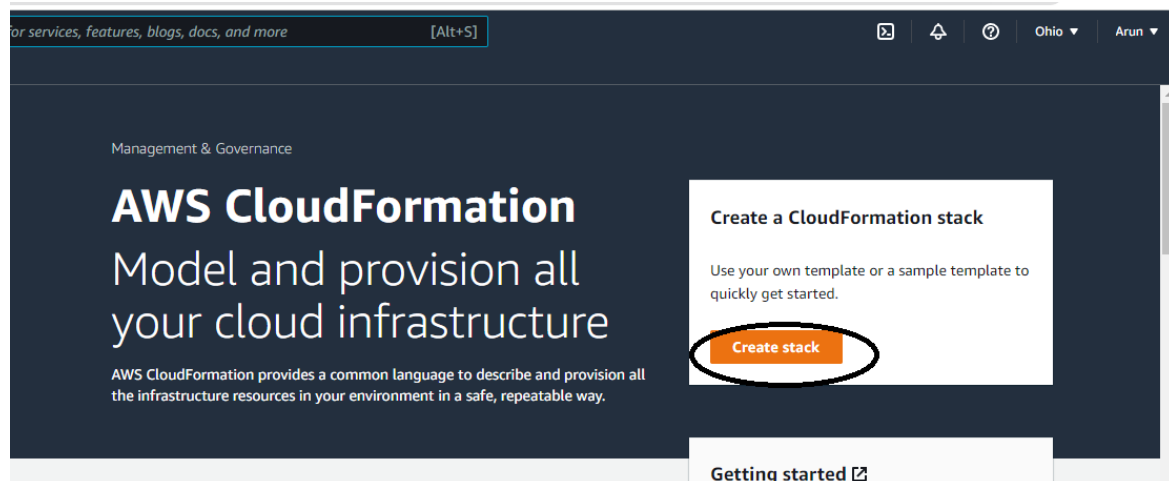 for services, features, blogs, docs, and more [Alt+S] Ohio ▼ Arun ▼
Management & Governance
AWS CloudFormation
Model and provision all
your cloud infrastructure
AWS CloudFormation provides a common language to describe and provision all
the infrastructure resources in your environment in a safe, repeatable way.
Create a CloudFormation stack
Use your own template or a sample template to
quickly get started.
Create stack
Getting started